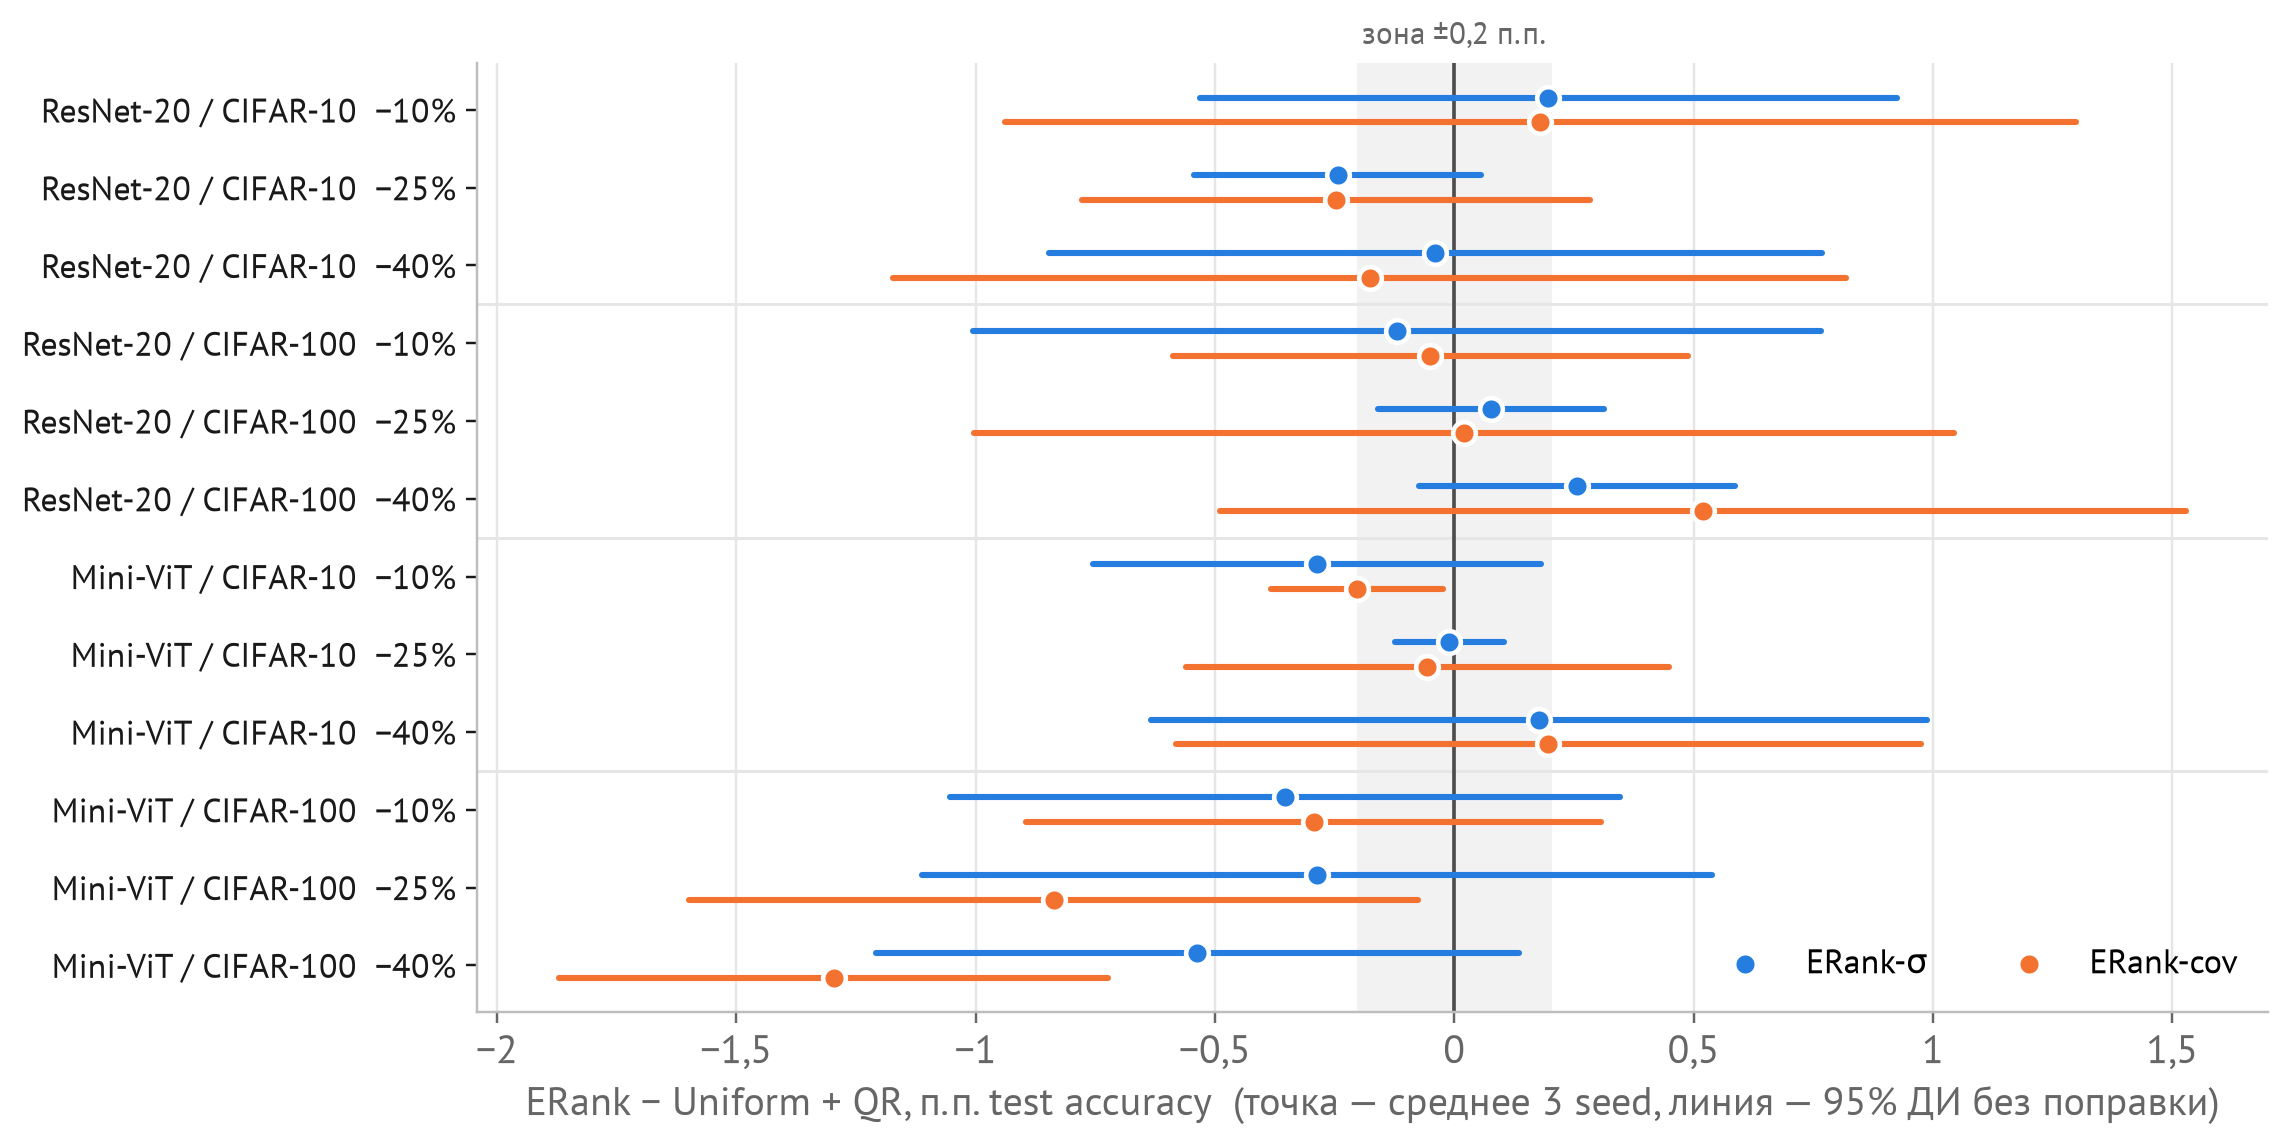 зона ±0,2 п.п.
ResNet-20 / CIFAR-10 −10%
ResNet-20 / CIFAR-10 −25%
ResNet-20 / CIFAR-10 −40%
ResNet-20 / CIFAR-100 −10%
ResNet-20 / CIFAR-100 −25%
ResNet-20 / CIFAR-100 −40%
Mini-ViT / CIFAR-10 −10%
Mini-ViT / CIFAR-10 −25%
Mini-ViT / CIFAR-10 −40%
Mini-ViT / CIFAR-100 −10%
Mini-ViT / CIFAR-100 −25%
Mini-ViT / CIFAR-100 −40%
ERank-σ ERank-cov
−2 −1,5 −1 −0,5 0 0,5 1 1,5
ERank − Uniform + QR, п.п. test accuracy (точка — среднее 3 seed, линия — 95% ДИ без поправки)